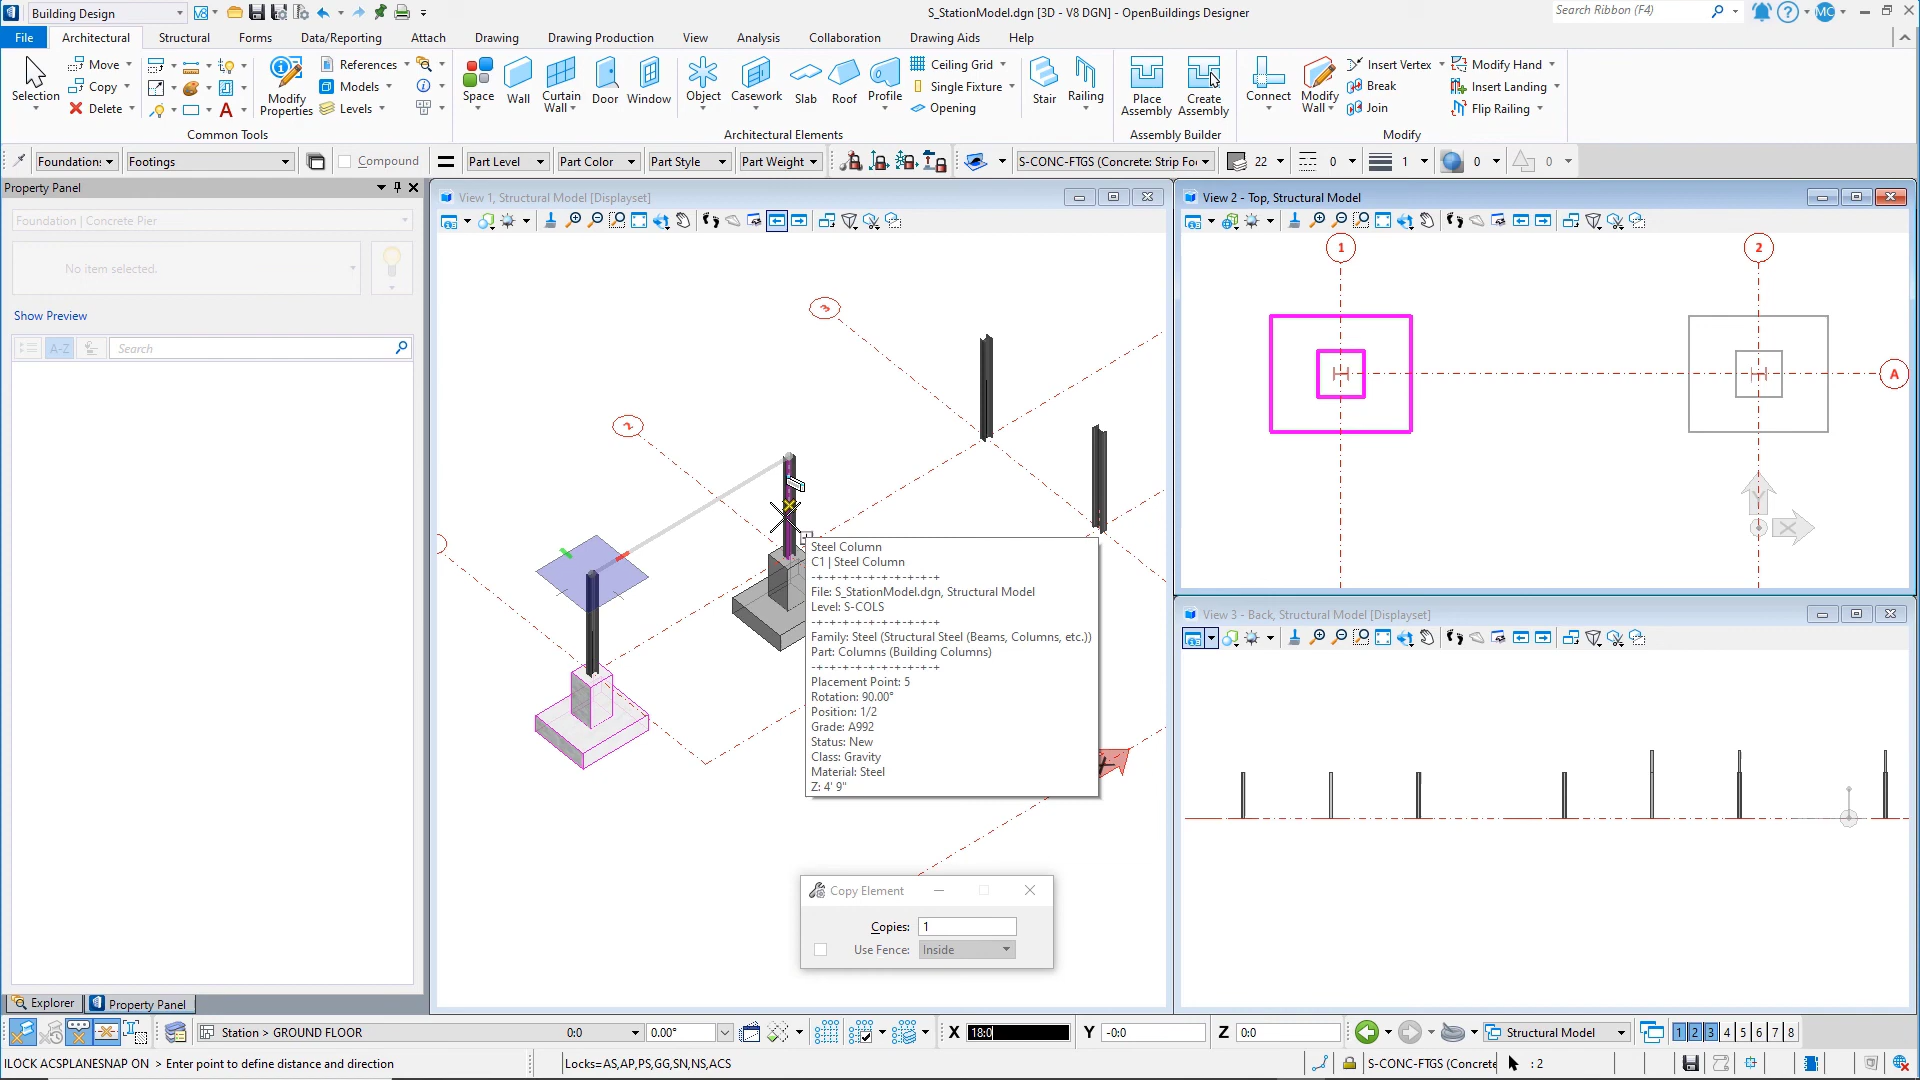 Building Design
S_StationModel.dgn [3D - V8 DGN] - OpenBuildings Designer
Search Ribbon (F4)
MC
File
Architectural
Structural
Forms
Data/Reporting
Attach
Drawing
Drawing Production
View
Analysis
Collaboration
Drawing Aids
Help
Selection
Move
Copy
Delete
Modify
Properties
References
Models
Levels
Common Tools
Space
Wall
Curtain
Wall
Door
Window
Object
Casework
Slab
Roof
Profile
Ceiling Grid
Single Fixture
Opening
Stair
Railing
Architectural Elements
Place
Assembly
Create
Assembly
Assembly Builder
Connect
Modify
Wall
Insert Vertex
Break
Join
Modify Hand
Insert Landing
Flip Railing
Modify
Foundation:
Footings
Compound
Part Level
Part Color
Part Style
Part Weight
S-CONC-FTGS (Concrete: Strip Fo
22
0
1
0
0
Property Panel
Foundation | Concrete Pier
No item selected.
Show Preview
A-Z
Search
Explorer
Property Panel
View 1, Structural Model [Displayset]
3
2
Steel Column
C1 | Steel Column
-+-+-+-+-+-+-+-+-+
File: S_StationModel.dgn, Structural Model
Level: S-COLS
-+-+-+-+-+-+-+-+-+
Family: Steel (Structural Steel (Beams, Columns, etc.))
Part: Columns (Building Columns)
-+-+-+-+-+-+-+-+-+
Placement Point: 5
Rotation: 90.00°
Position: 1/2
Grade: A992
Status: New
Class: Gravity
Material: Steel
Z: 4' 9"
Copy Element
Copies: 1
Use Fence: Inside
View 2 - Top, Structural Model
1
2
A
Y
X
View 3 - Back, Structural Model [Displayset]
Station > GROUND FLOOR
0:0
0.00°
X 18:0
Y -0:0
Z 0:0
Structural Model
1 2 3 4 5 6 7 8
ILOCK ACSPLANESNAP ON > Enter point to define distance and direction
Locks=AS,AP,PS,GG,SN,NS,ACS
S-CONC-FTGS (Concrete
: 2